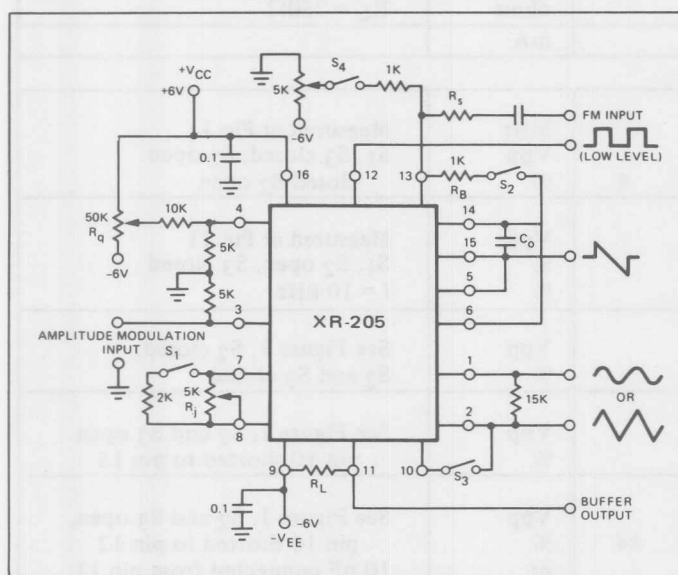 ohms
mA
S4
1K
+VCC
+6V
5K
-6V
Rs
FM INPUT
(LOW LEVEL)
0.1
16
12
13
1K
RB
S2
50K
Rq
10K
4
14
5K
15
Co
-6V
5
5K
6
XR-205
3
AMPLITUDE MODULATION
INPUT
S1
7
1
2K
5K
Rj
15K
OR
8
2
9
11
10
S3
RL
0.1
-6V
VEE
BUFFER
OUTPUT